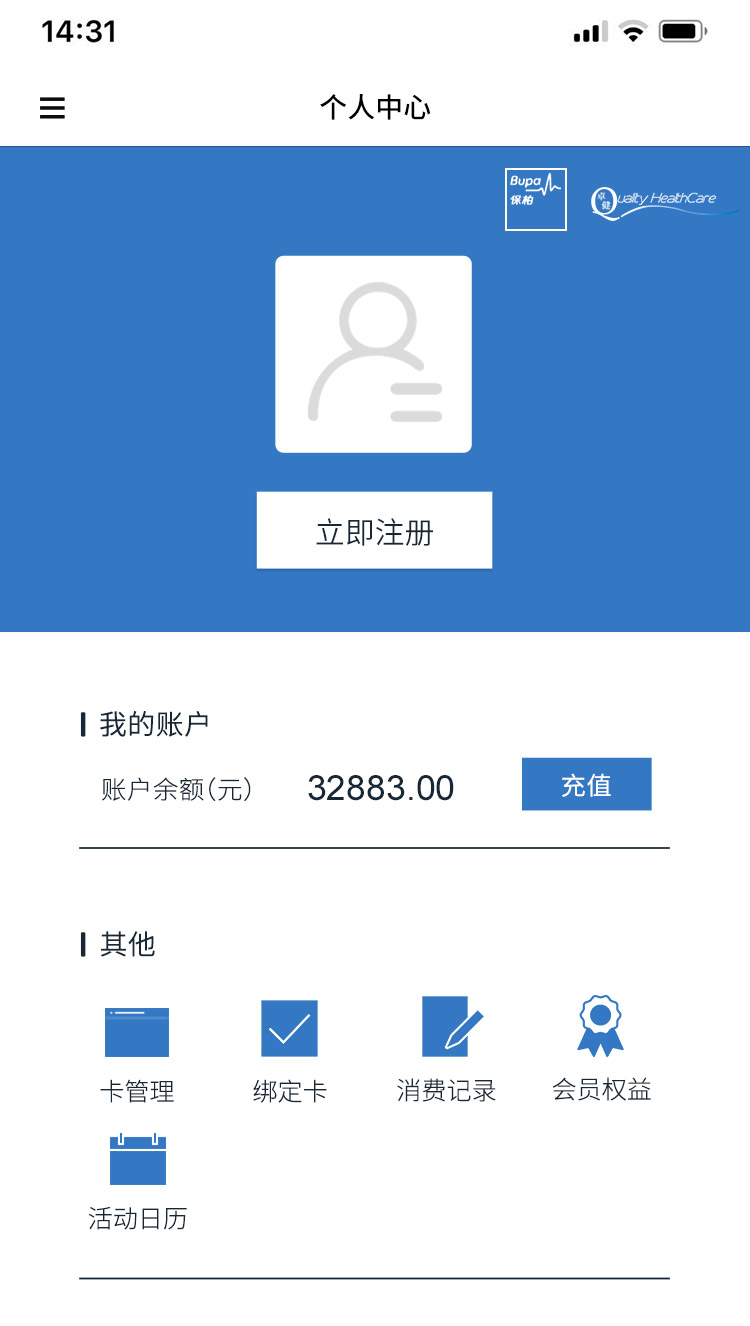 14:31
个人中心
Bupa
保柏
卓健
Quality HealthCare
立即注册
我的账户
账户余额(元) 32883.00 充值
其他
卡管理 绑定卡 消费记录 会员权益
活动日历